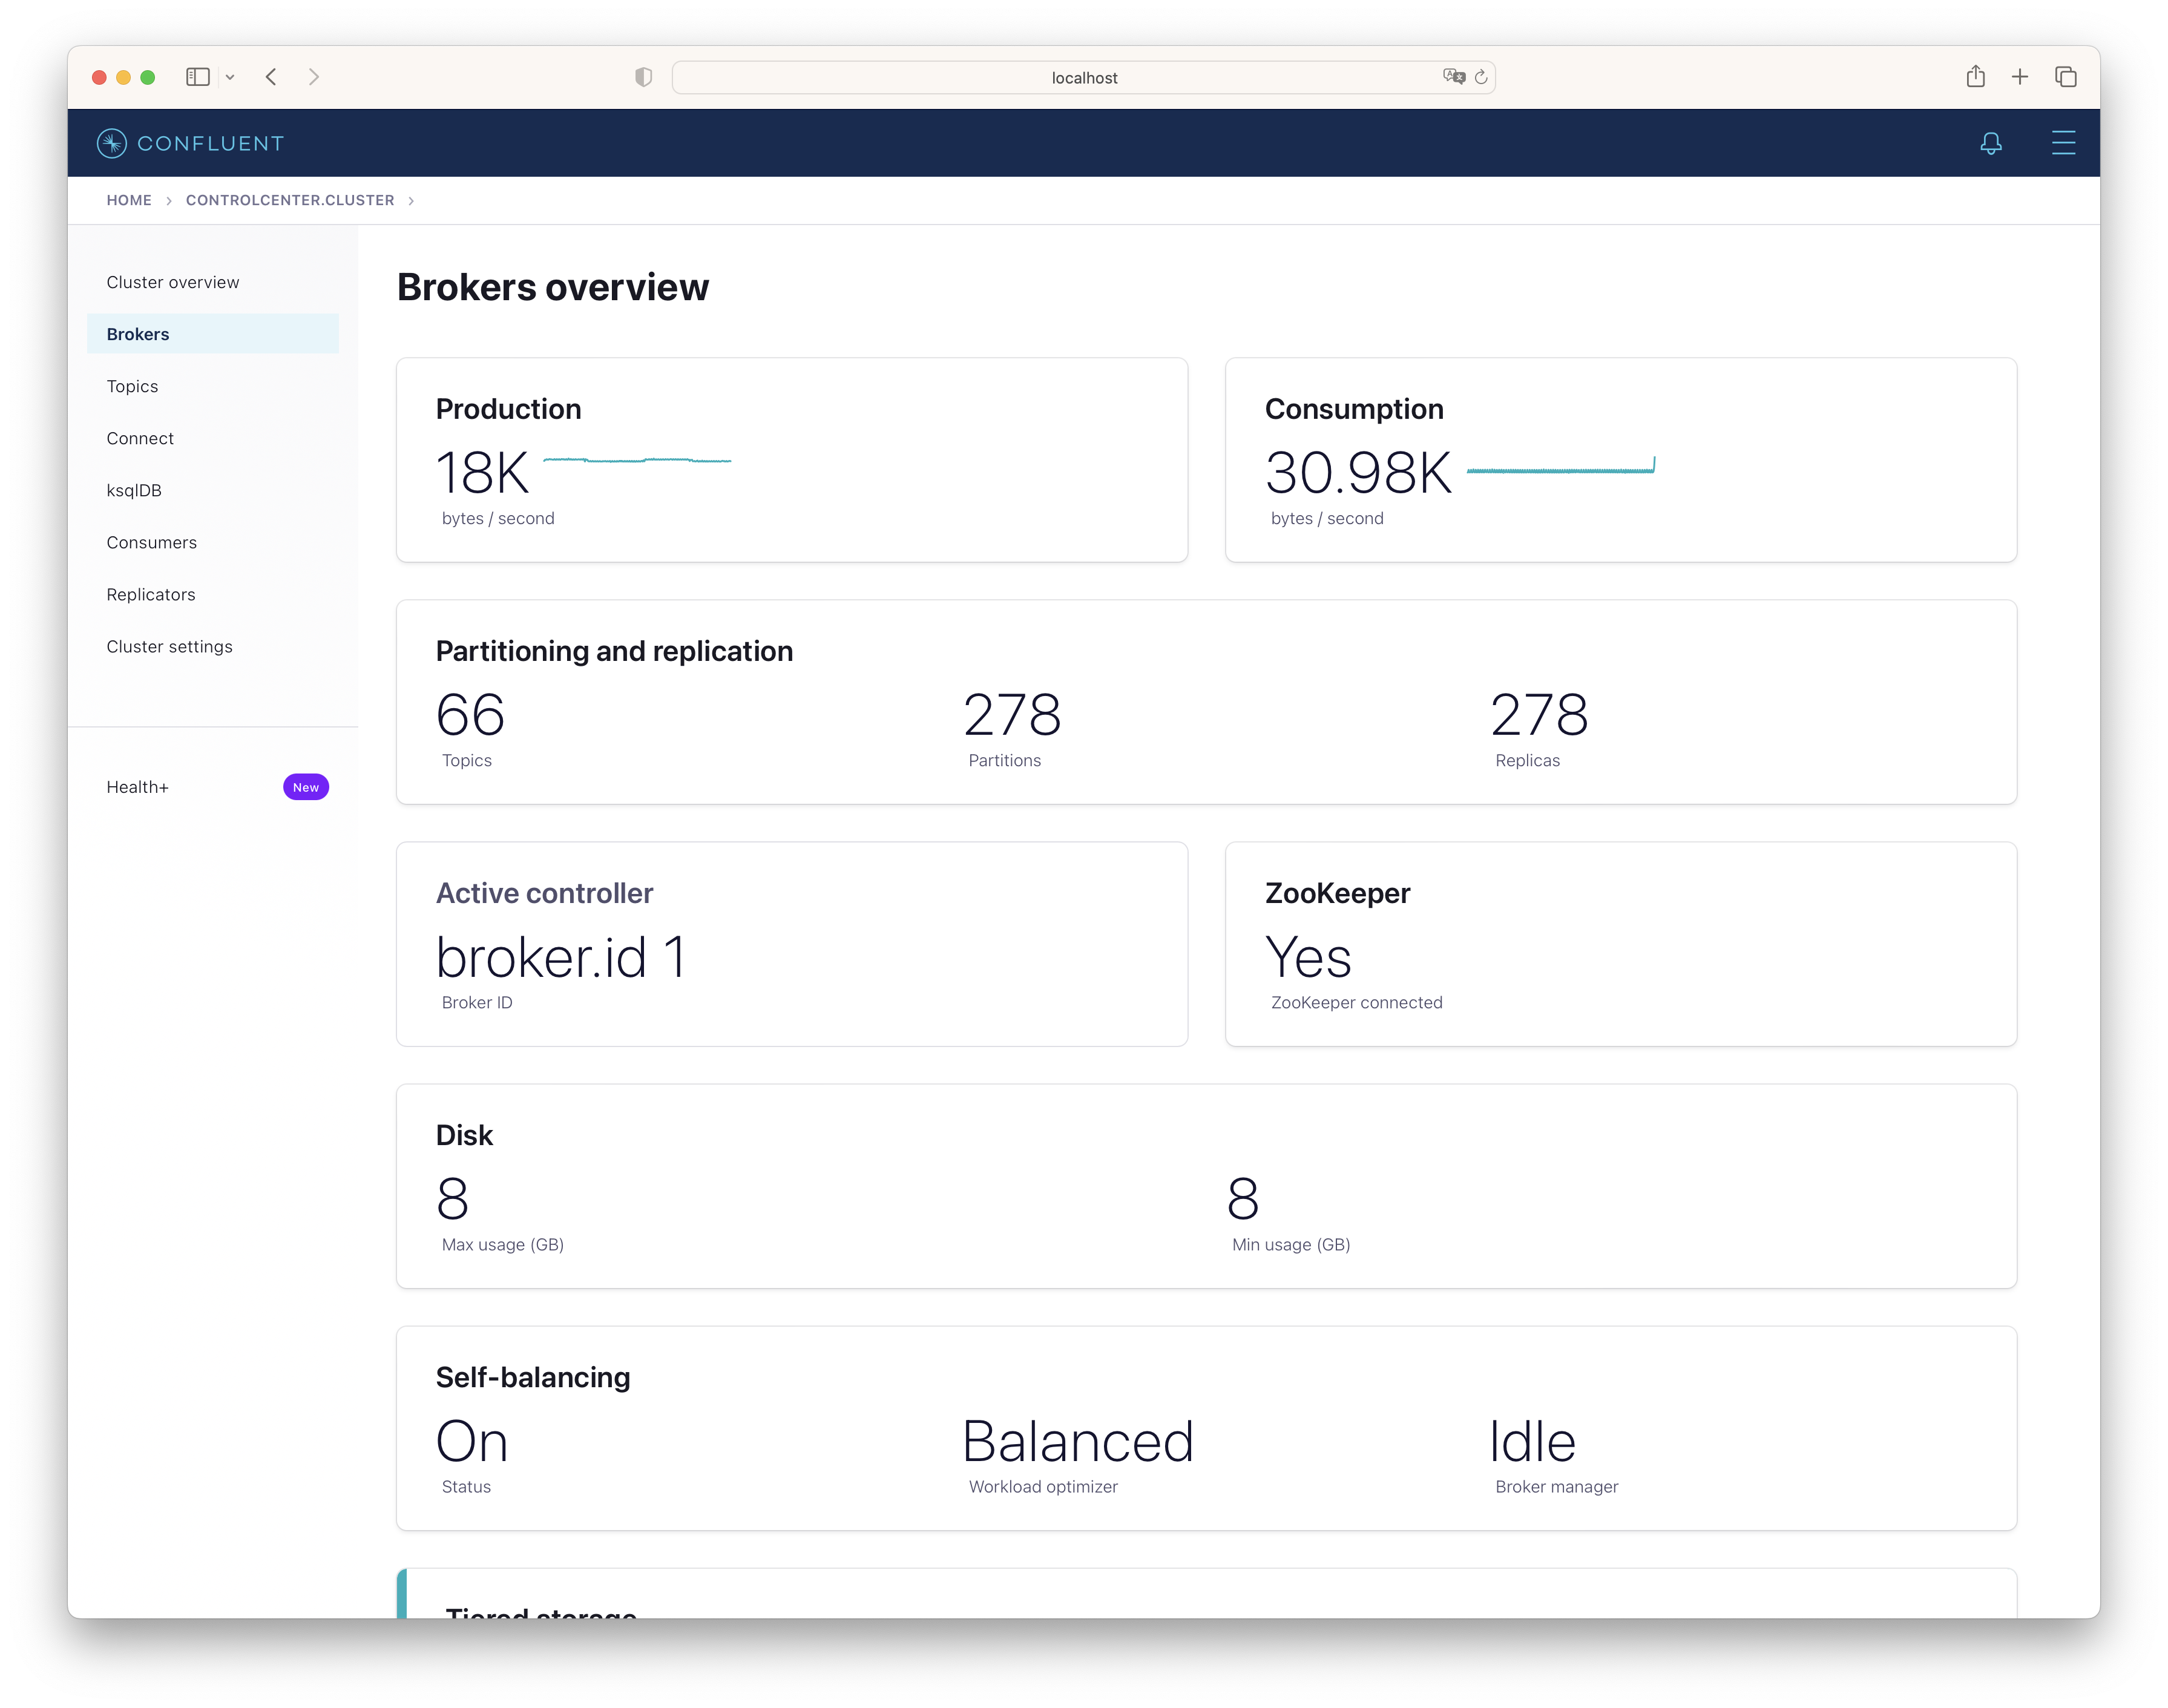 localhost
CONFLUENT
HOME > CONTROLCENTER.CLUSTER >
Cluster overview
Brokers
Topics
Connect
ksqlDB
Consumers
Replicators
Cluster settings
Health+ New
Brokers overview
Production
18K
bytes / second
Consumption
30.98K
bytes / second
Partitioning and replication
66 278 278
Topics Partitions Replicas
Active controller
broker.id 1
Broker ID
ZooKeeper
Yes
ZooKeeper connected
Disk
8 8
Max usage (GB) Min usage (GB)
Self-balancing
On Balanced Idle
Status Workload optimizer Broker manager
Tiered storage